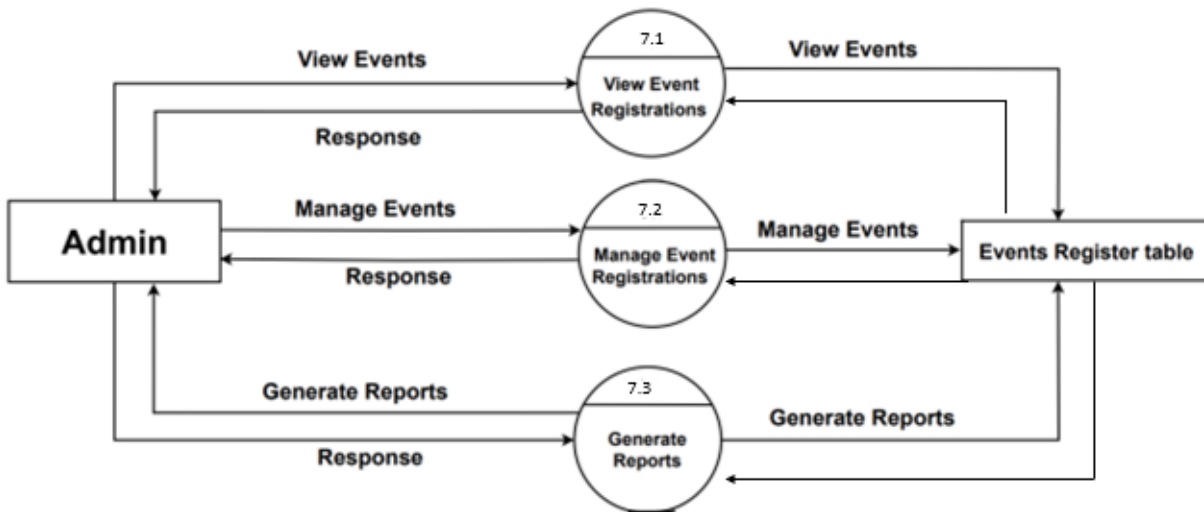 7.1
View Events
View Events
View Event
Registrations
Response
7.2
Manage Events
Manage Events
Admin
Manage Event
Registrations
Events Register table
Response
7.3
Generate Reports
Generate Reports
Generate
Reports
Response